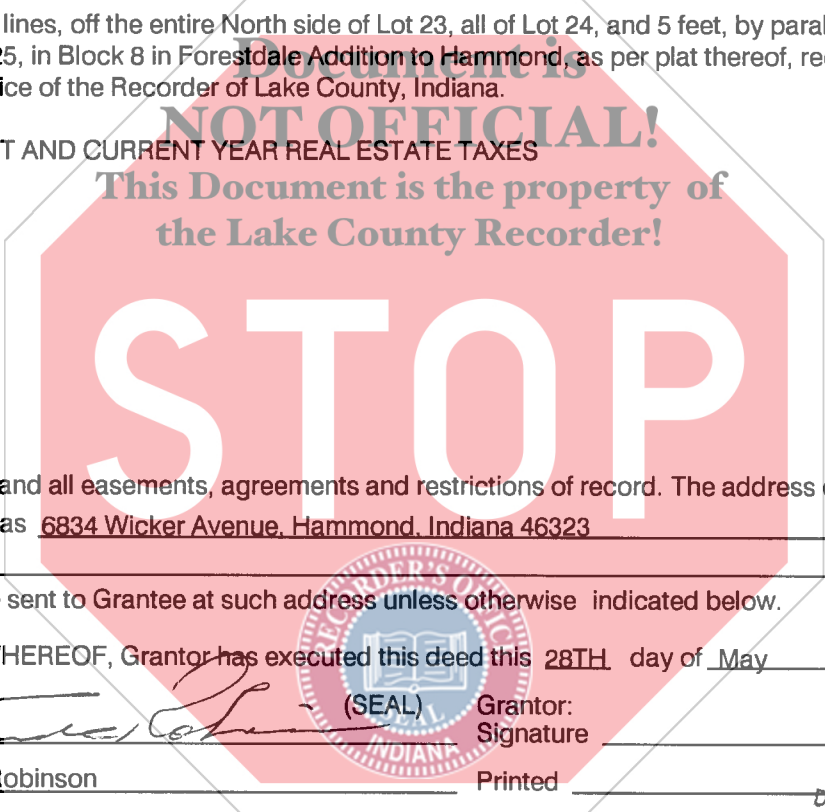 lines, off the entire North side of Lot 23, all of Lot 24, and 5 feet, by paral
25, in Block 8 in Forestdale Addition to Hammond, as per plat thereof, re
ice of the Recorder of Lake County, Indiana.
Document is
NOT OFFICIAL!
T AND CURRENT YEAR REAL ESTATE TAXES
This Document is the property of
the Lake County Recorder!
STOP
and all easements, agreements and restrictions of record. The address
as 6834 Wicker Avenue, Hammond, Indiana 46323
sent to Grantee at such address unless otherwise indicated below.
HEREOF, Grantor has executed this deed this 28TH day of May
RECORDER'S OFFICE
SEAL
INDIANA
(SEAL) Grantor:
Signature
obinson Printed